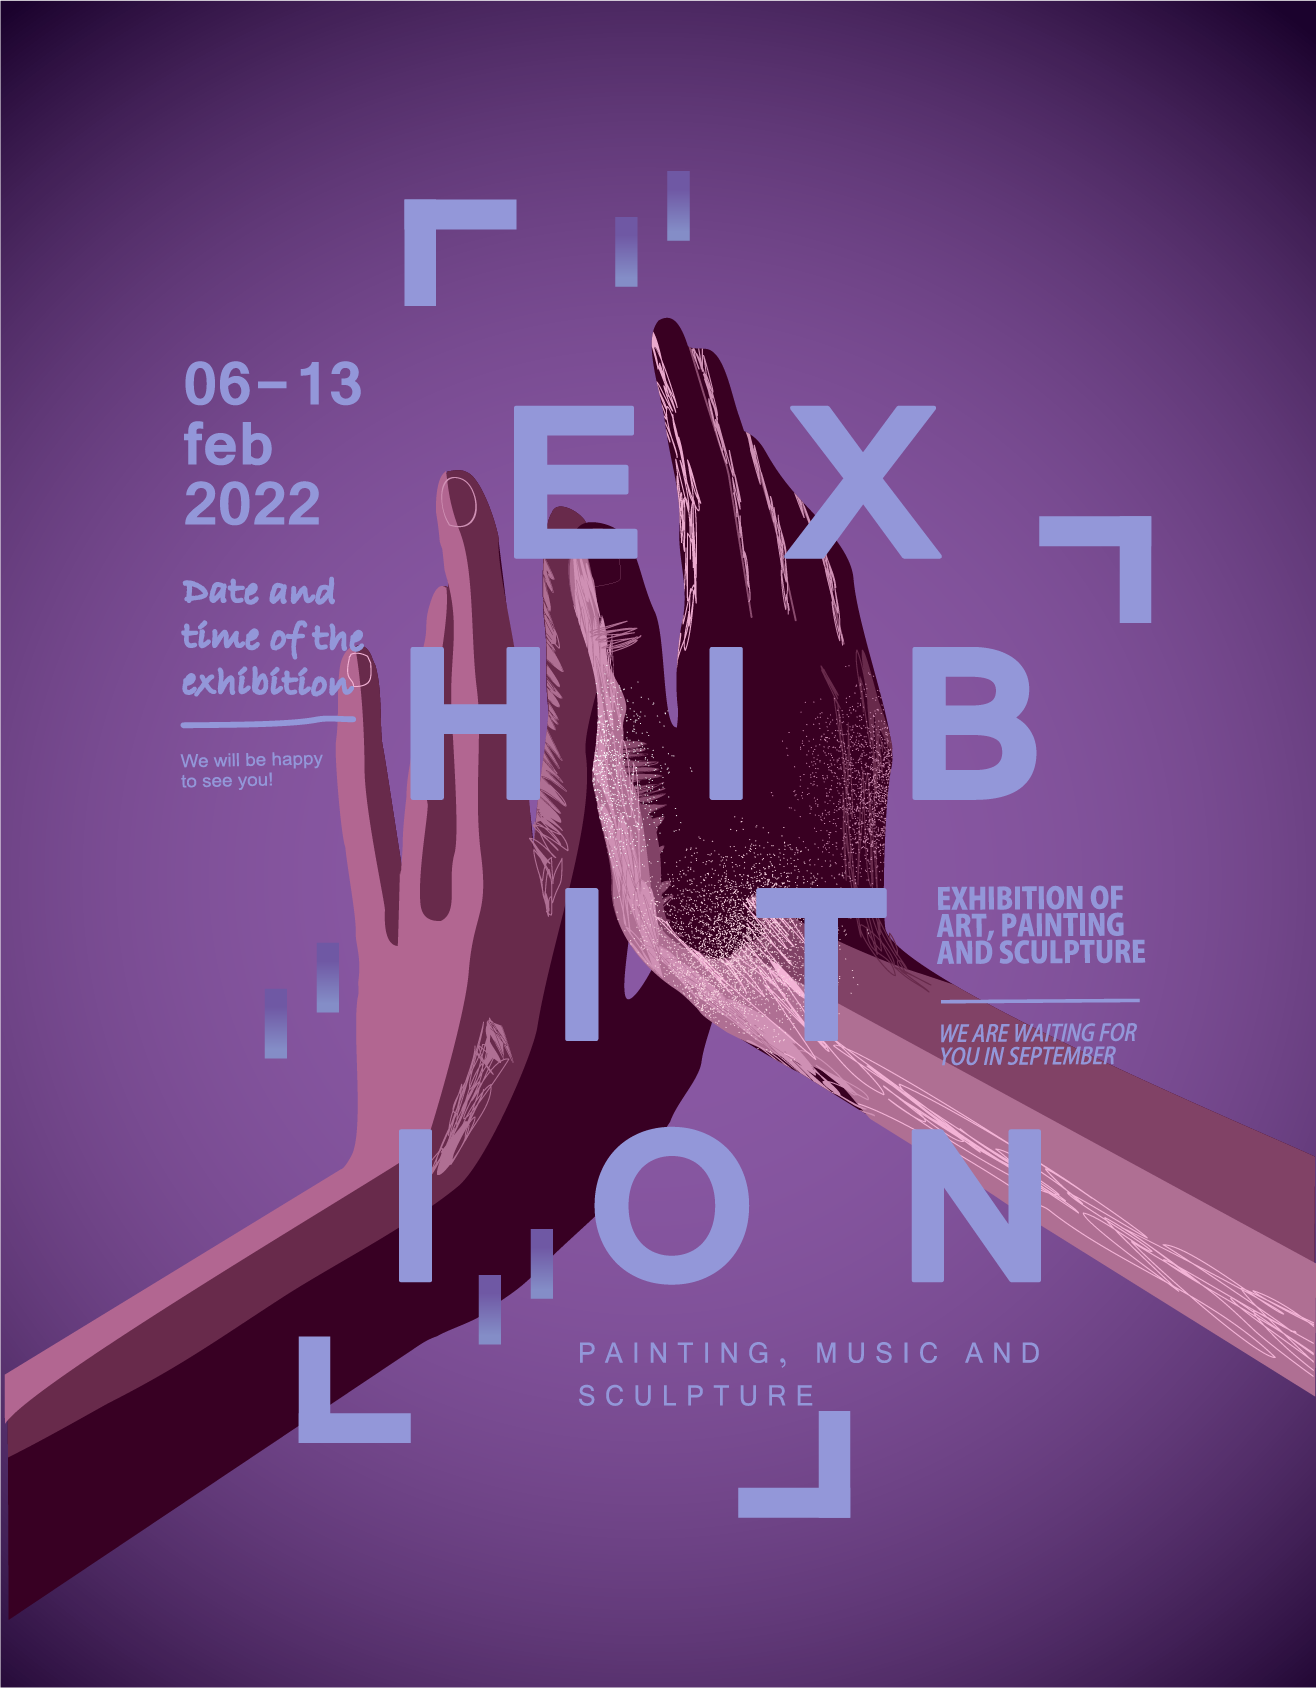 06-13
feb
2022
Date and
time of the
exhibition
We will be happy
to see you!
EX
HIB
IT
ION
EXHIBITION OF
ART, PAINTING
AND SCULPTURE
WE ARE WAITING FOR
YOU IN SEPTEMBER
PAINTING, MUSIC AND
SCULPTURE